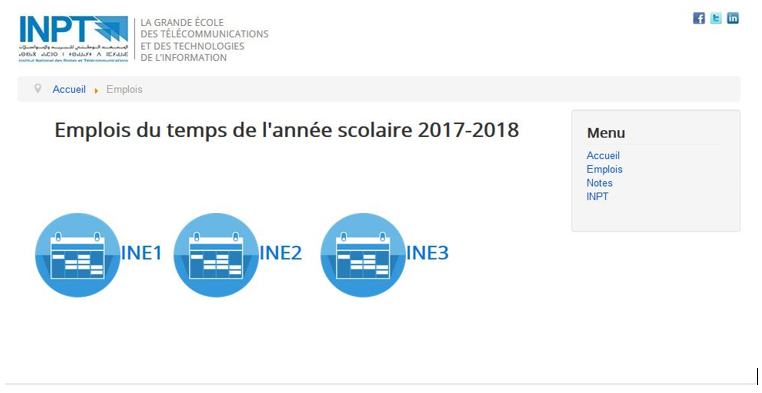 INPT
LA GRANDE ÉCOLE
DES TÉLÉCOMMUNICATIONS
ET DES TECHNOLOGIES
DE L'INFORMATION
المعهد الوطني للبريد والمواصلات
Institut National des Postes et Télécommunications
Accueil
Emplois
Emplois du temps de l'année scolaire 2017-2018
INE1
INE2
INE3
Menu
Accueil
Emplois
Notes
INPT